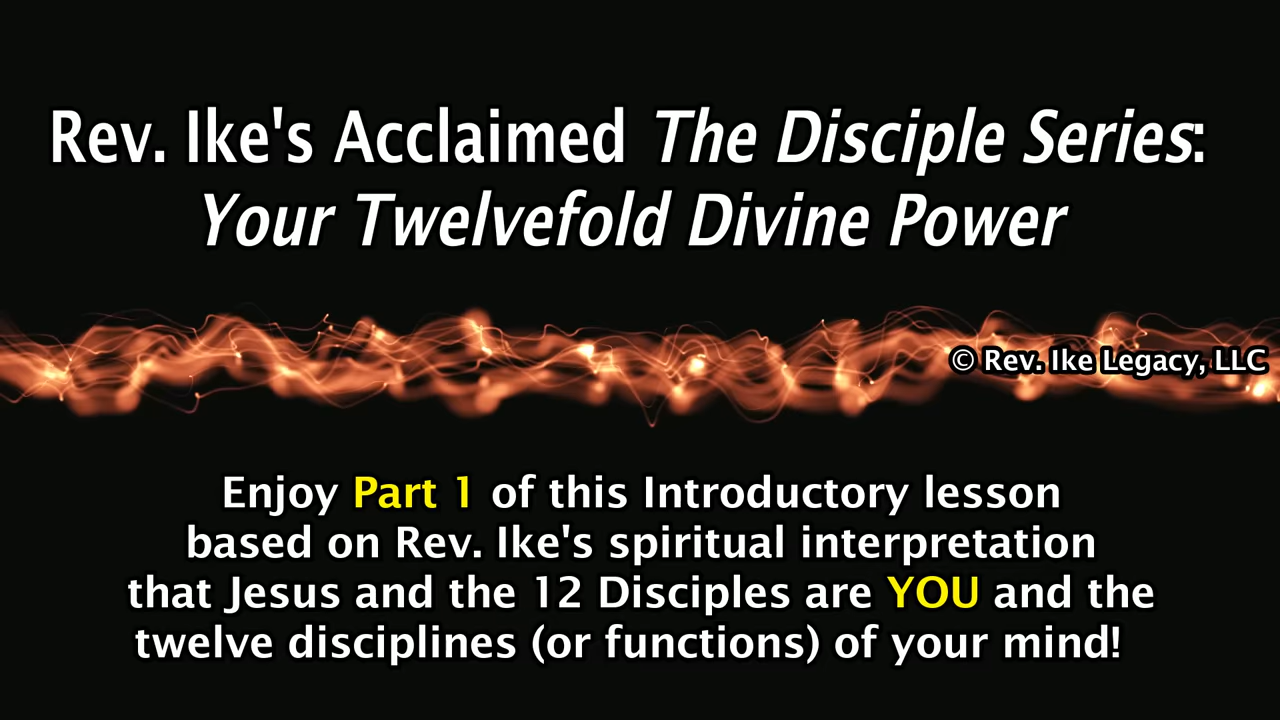 Rev. Ike's Acclaimed The Disciple Series:
Your Twelvefold Divine Power
© Rev. Ike Legacy, LLC
Enjoy Part 1 of this Introductory lesson
based on Rev. Ike's spiritual interpretation
that Jesus and the 12 Disciples are YOU and the
twelve disciplines (or functions) of your mind!